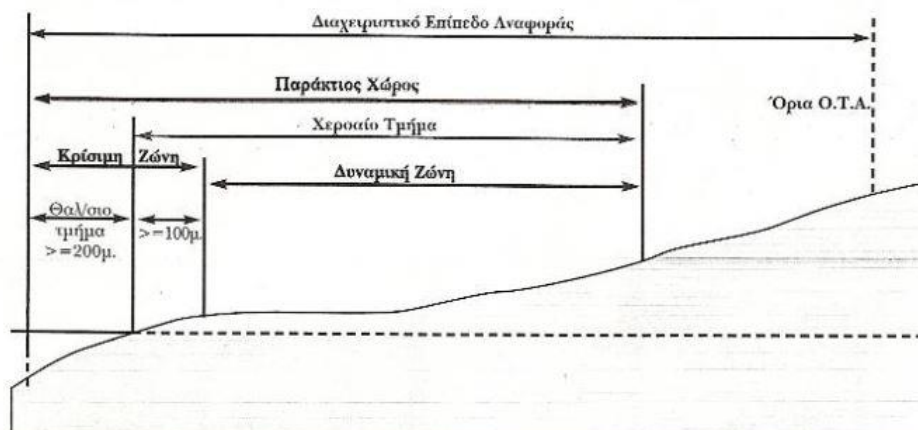 Διαχειριστικό Επίπεδο Αναφοράς
Παράκτιος Χώρος
Όρια Ο.Τ.Α.
Χερσαίο Τμήμα
Κρίσιμη Ζώνη
Δυναμική Ζώνη
Θαλ/σιο
τμήμα
>=200μ.
>=100μ.